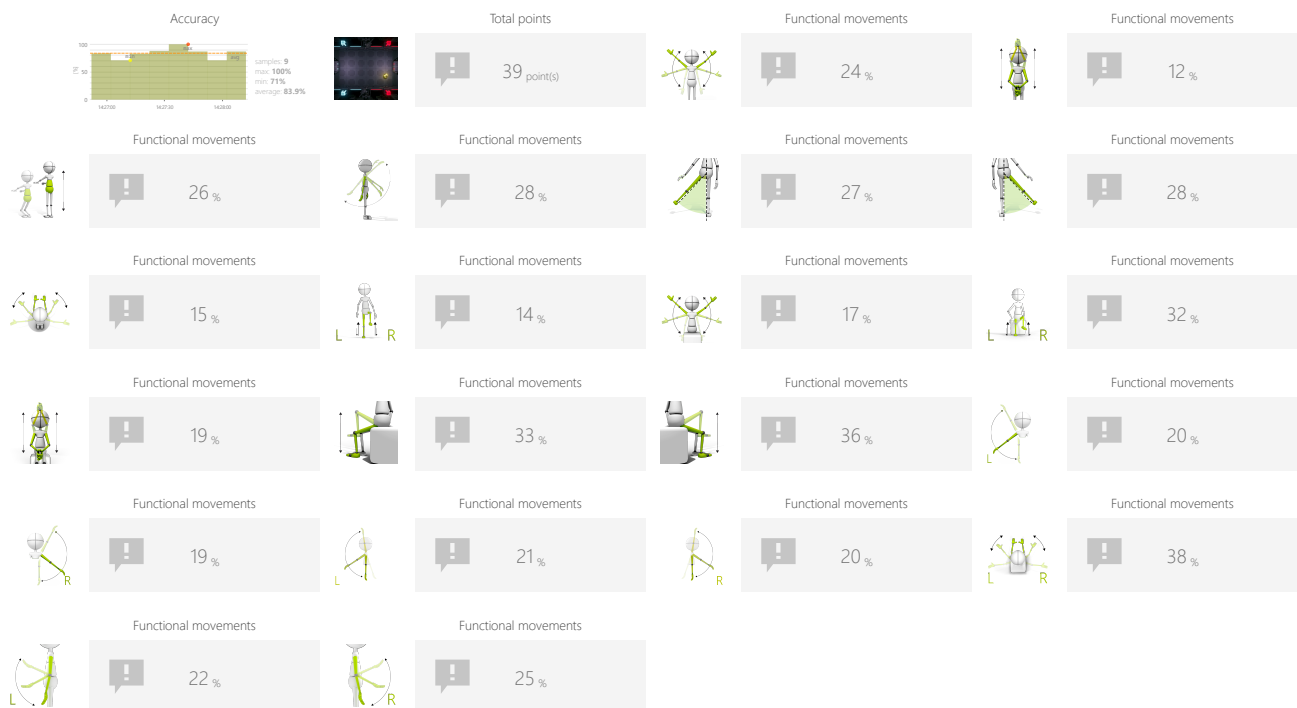 Accuracy
100
50
0
[%]
14:27:00
14:27:30
14:28:00
avg
samples: 9
max: 100%
min: 71%
average: 83.9%
Total points
39 point(s)
Functional movements
24 %
Functional movements
12 %
Functional movements
26 %
Functional movements
28 %
Functional movements
27 %
Functional movements
28 %
Functional movements
15 %
Functional movements
L R
14 %
Functional movements
17 %
Functional movements
L R
32 %
Functional movements
19 %
Functional movements
33 %
Functional movements
36 %
Functional movements
L
20 %
Functional movements
R
19 %
Functional movements
L
21 %
Functional movements
R
20 %
Functional movements
L R
38 %
Functional movements
L
22 %
Functional movements
R
25 %